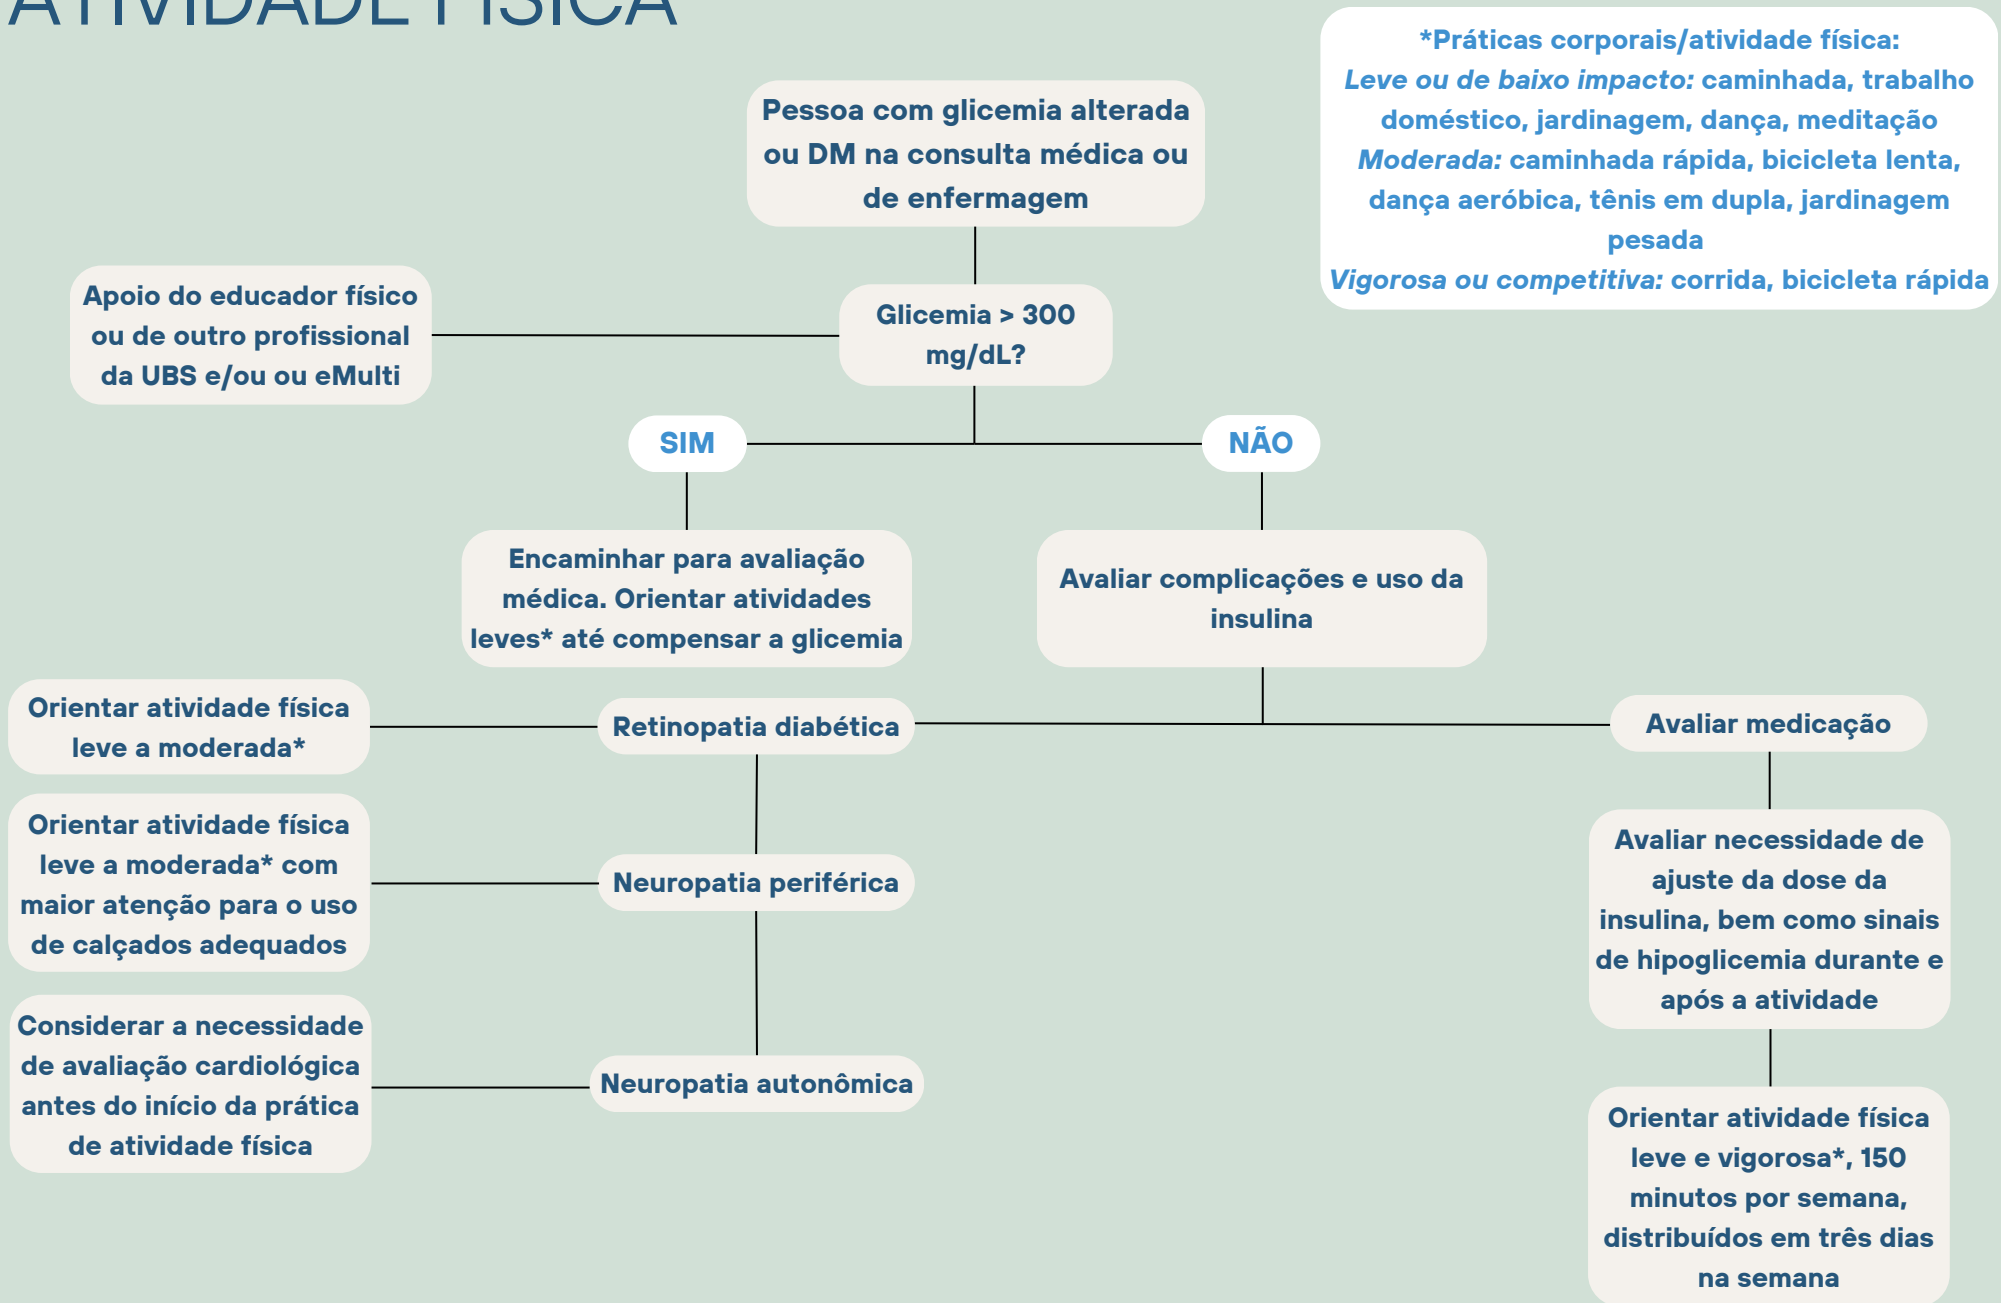 ATIVIDADE FÍSICA
*Práticas corporais/atividade física:
Leve ou de baixo impacto: caminhada, trabalho
doméstico, jardinagem, dança, meditação
Moderada: caminhada rápida, bicicleta lenta,
dança aeróbica, tênis em dupla, jardinagem
pesada
Vigorosa ou competitiva: corrida, bicicleta rápida
Pessoa com glicemia alterada
ou DM na consulta médica ou
de enfermagem
Apoio do educador físico
ou de outro profissional
da UBS e/ou ou eMulti
Glicemia > 300
mg/dL?
SIM
NÃO
Encaminhar para avaliação
médica. Orientar atividades
leves* até compensar a glicemia
Avaliar complicações e uso da
insulina
Orientar atividade física
leve a moderada*
Retinopatia diabética
Avaliar medicação
Orientar atividade física
leve a moderada* com
maior atenção para o uso
de calçados adequados
Neuropatia periférica
Avaliar necessidade de
ajuste da dose da
insulina, bem como sinais
de hipoglicemia durante e
após a atividade
Considerar a necessidade
de avaliação cardiológica
antes do início da prática
de atividade física
Neuropatia autonômica
Orientar atividade física
leve e vigorosa*, 150
minutos por semana,
distribuídos em três dias
na semana